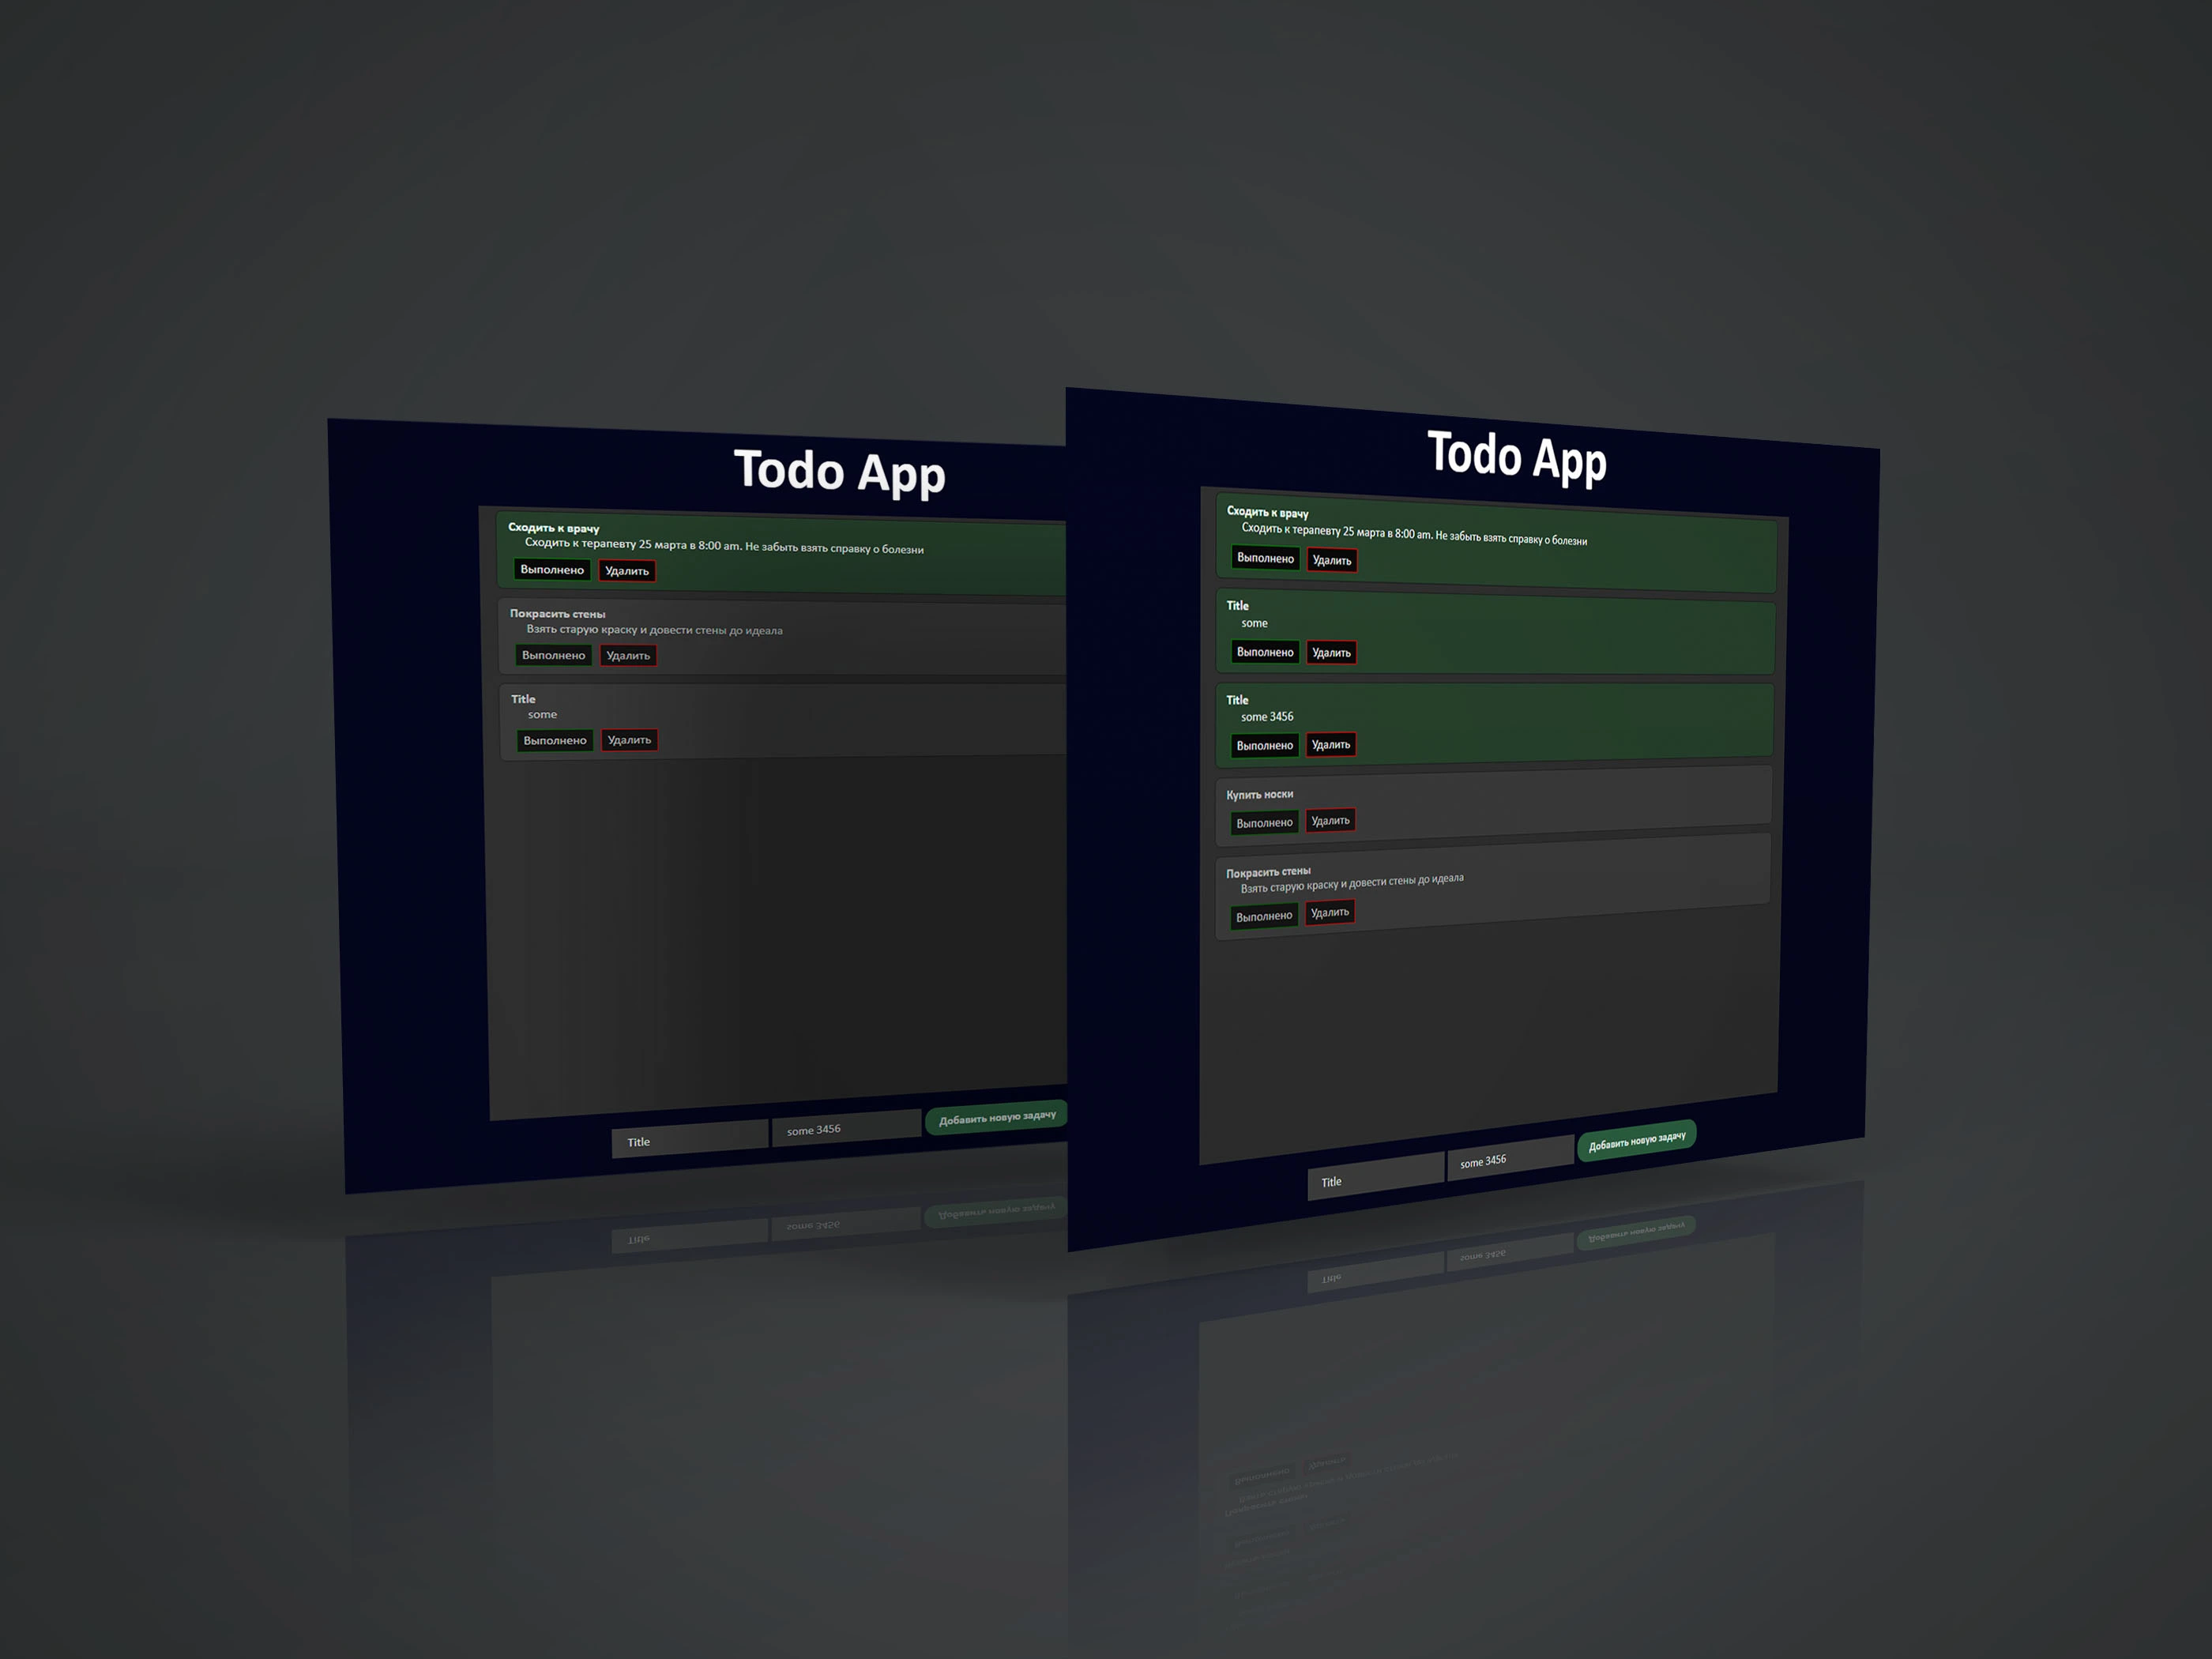 Todo App
Сходить к врачу
Сходить к терапевту 25 марта в 8:00 am. Не забыть взять справку о болезни
Выполнено Удалить
Покрасить стены
Взять старую краску и довести стены до идеала
Выполнено Удалить
Title
some
Выполнено Удалить
Title some 3456 Добавить новую задачу
Todo App
Сходить к врачу
Сходить к терапевту 25 марта в 8:00 am. Не забыть взять справку о болезни
Выполнено Удалить
Title
some
Выполнено Удалить
Title
some 3456
Выполнено Удалить
Купить носки
Выполнено Удалить
Покрасить стены
Взять старую краску и довести стены до идеала
Выполнено Удалить
Title some 3456 Добавить новую задачу